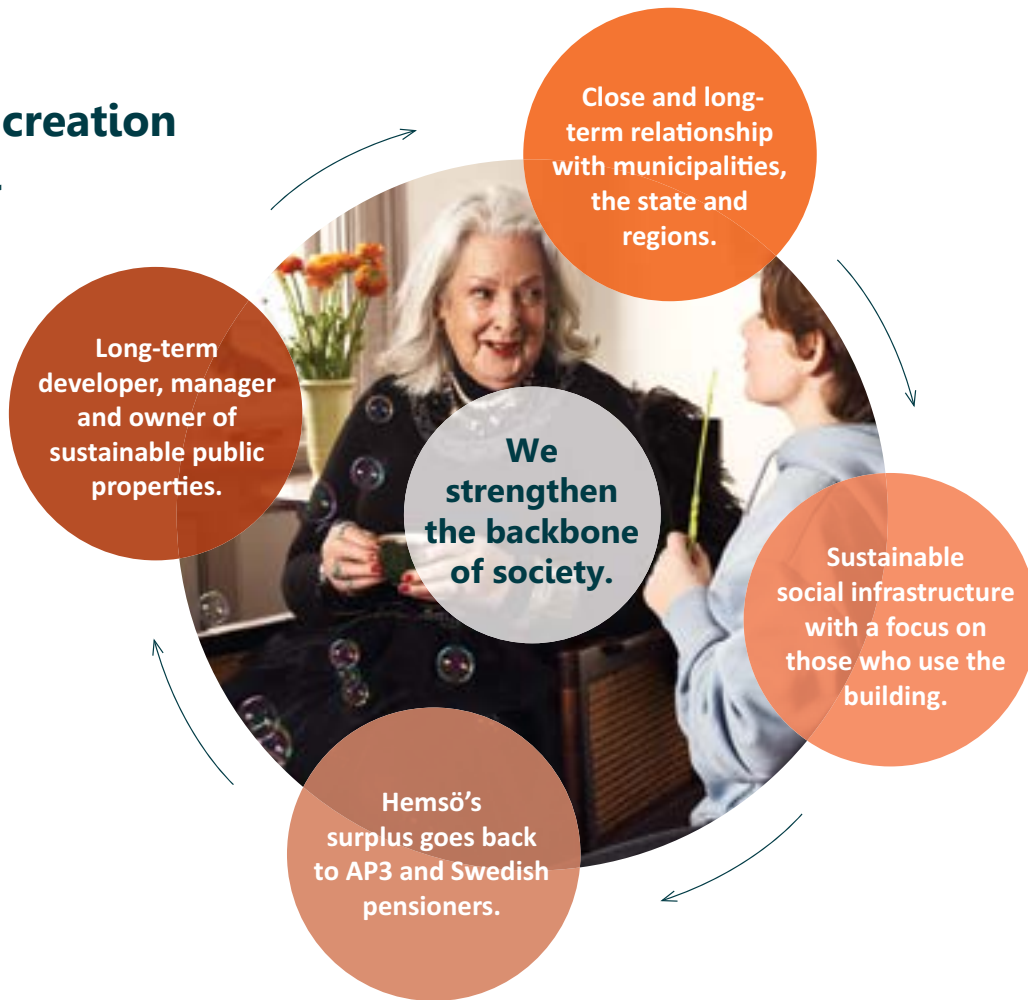 creation
Close and long-
term relationship
with municipalities,
the state and
regions.
Long-term
developer, manager
and owner of
sustainable public
properties.
We
strengthen
the backbone
of society.
Sustainable
social infrastructure
with a focus on
those who use the
building.
Hemsö’s
surplus goes back
to AP3 and Swedish
pensioners.